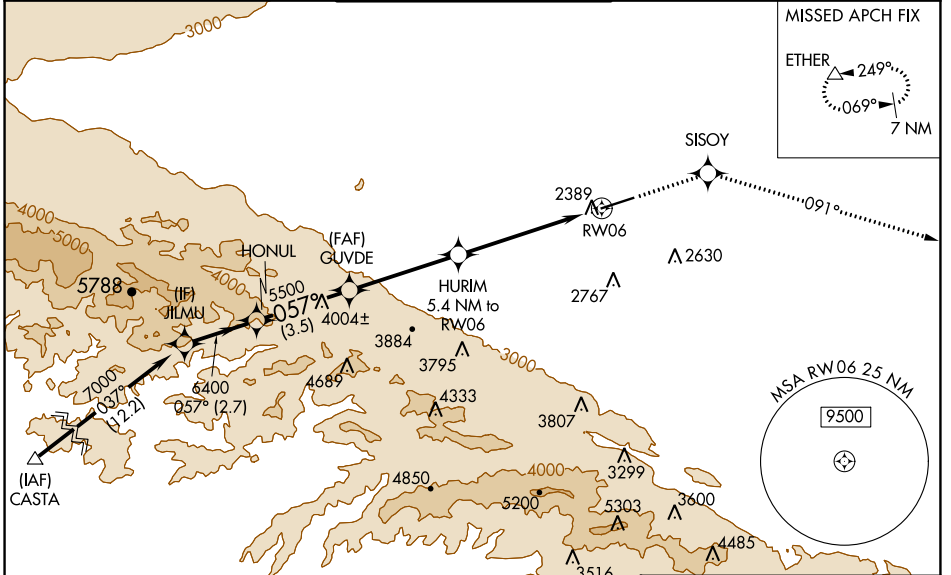 3000
MISSED APCH FIX
ETHER
249°
069°
7 NM
SISOY
2389
RW06
091°
4000
5000
5788
HONUL
(FAF)
GUVDE
4000
5500
(IF)
JILMU
057°
(3.5)
4004±
HURIM
5.4 NM to
RW06
2630
2767
3884
3795
3000
4689
6400
057° (2.7)
7000
037°
(12.2)
4333
3807
MSA RW06 25 NM
9500
(IAF)
CASTA
3299
4850
4000
5200
5303
3600
4485
3516